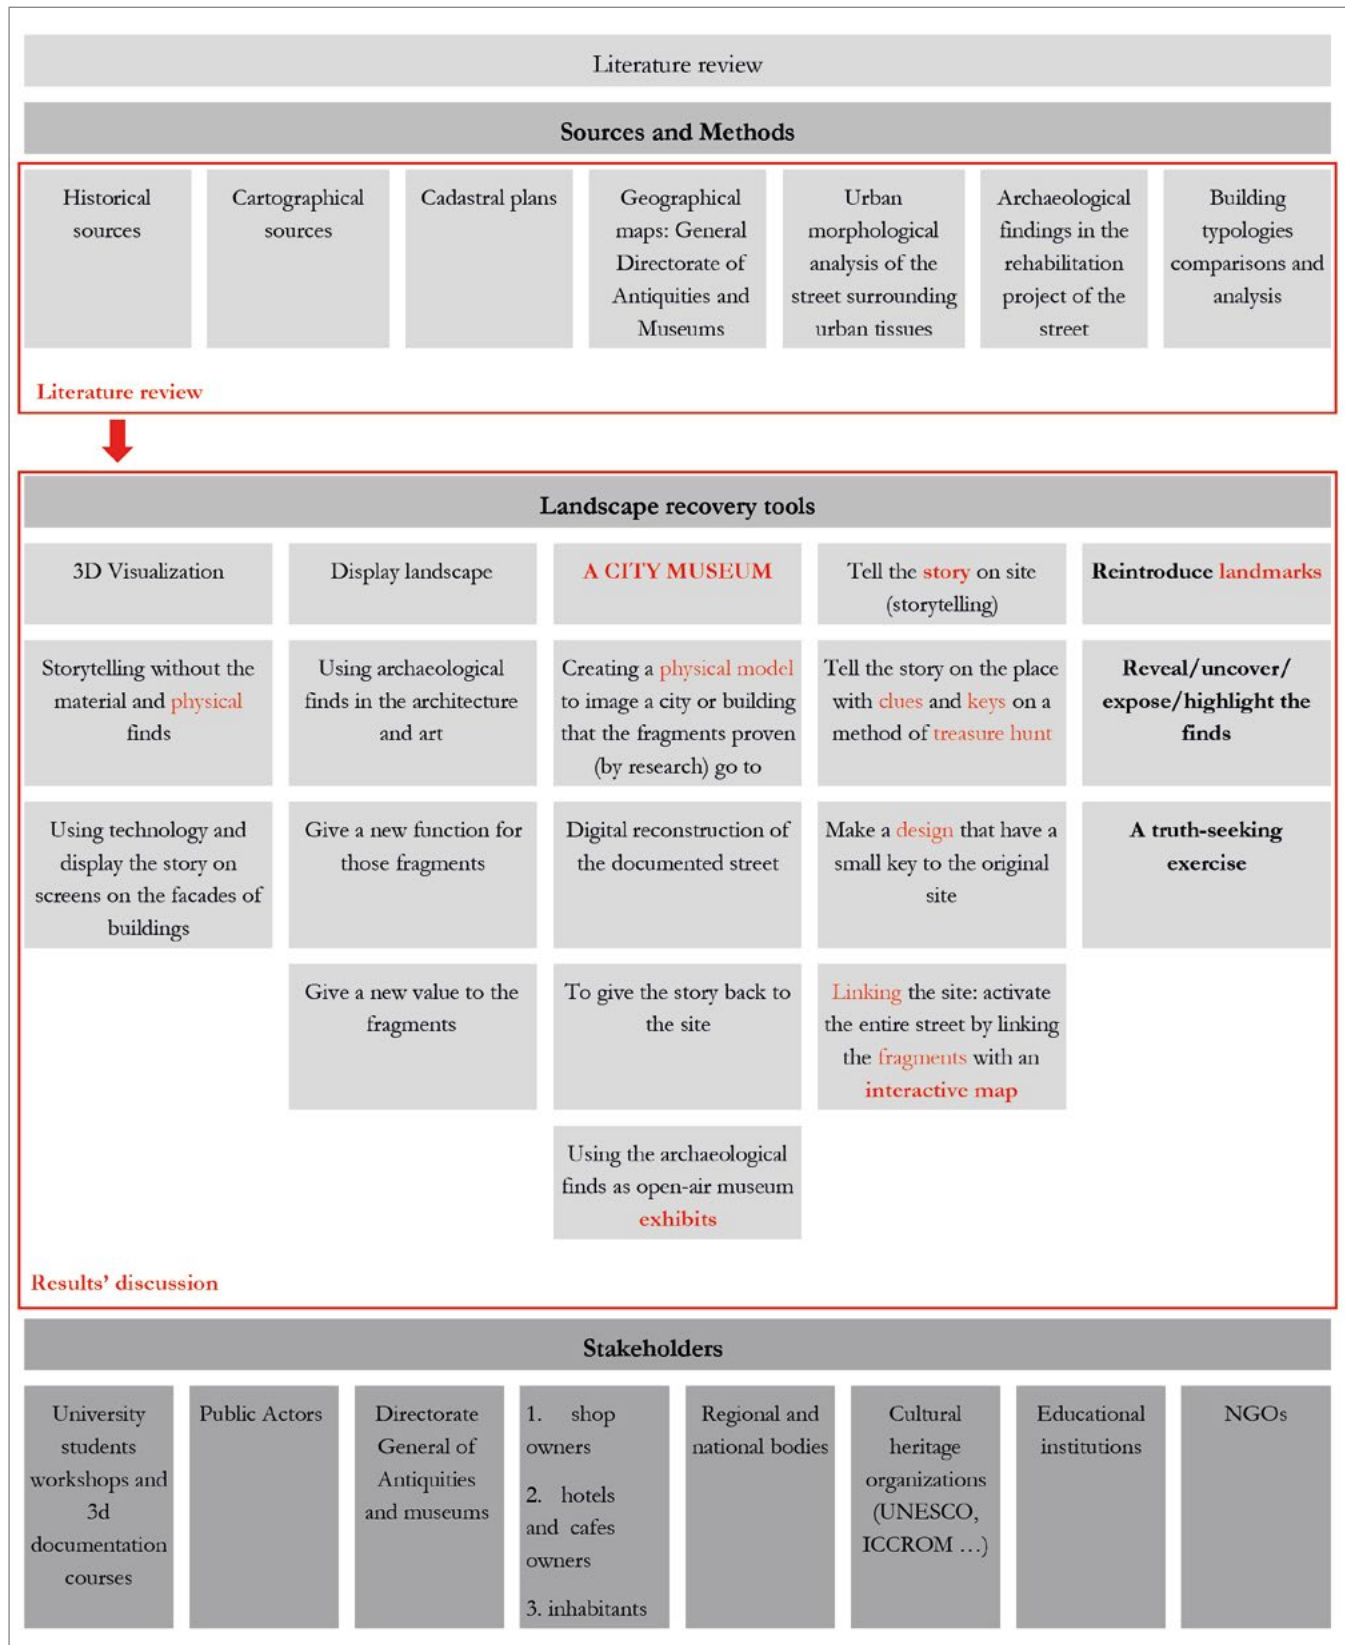 Literature review
Sources and Methods
Historical
sources
Cartographical
sources
Cadastral plans
Geographical
maps: General
Directorate of
Antiquities and
Museums
Urban
morphological
analysis of the
street surrounding
urban tissues
Archaeological
findings in the
rehabilitation
project of the
street
Building
typologies
comparisons and
analysis
Literature review
Landscape recovery tools
3D Visualization
Display landscape
A CITY MUSEUM
Tell the story on site
(storytelling)
Reintroduce landmarks
Storytelling without the
material and physical
finds
Using archaeological
finds in the architecture
and art
Creating a physical model
to image a city or building
that the fragments proven
(by research) go to
Tell the story on the place
with clues and keys on a
method of treasure hunt
Reveal/uncover/
expose/highlight the
finds
Using technology and
display the story on
screens on the facades of
buildings
Give a new function for
those fragments
Digital reconstruction of
the documented street
Make a design that have a
small key to the original
site
A truth-seeking
exercise
Give a new value to the
fragments
To give the story back to
the site
Linking the site: activate
the entire street by linking
the fragments with an
interactive map
Using the archaeological
finds as open-air museum
exhibits
Results’ discussion
Stakeholders
University
students
workshops and
3d
documentation
courses
Public Actors
Directorate
General of
Antiquities
and museums
1. shop
owners
2. hotels
and cafes
owners
3. inhabitants
Regional and
national bodies
Cultural
heritage
organizations
(UNESCO,
ICCROM …)
Educational
institutions
NGOs